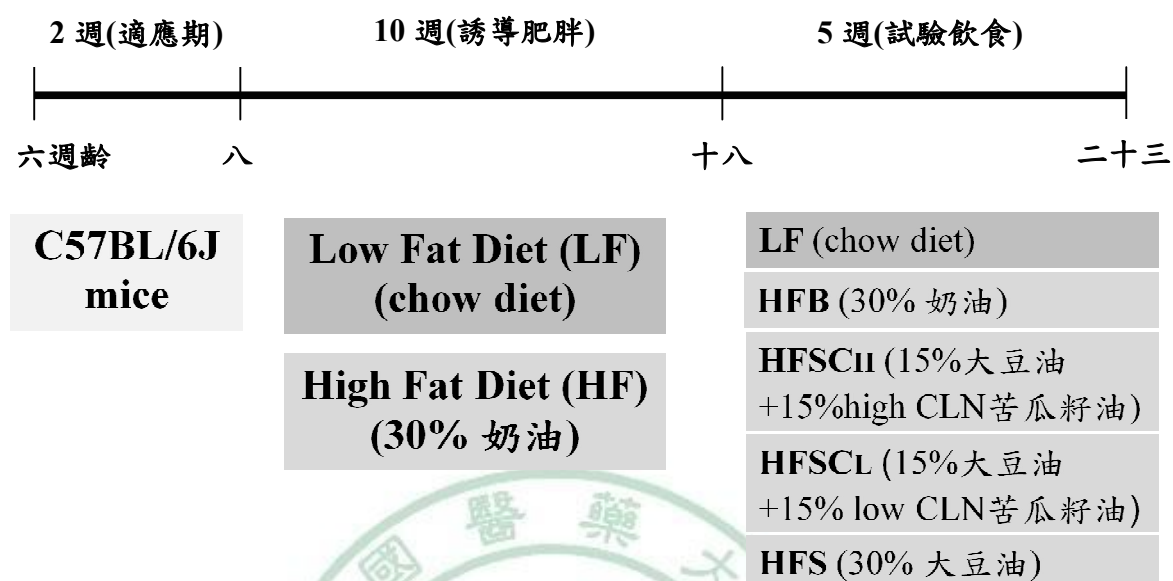 2 週(適應期) 10 週(誘導肥胖) 5 週(試驗飲食)
六週齡 八 十八 二十三
C57BL/6J
mice
Low Fat Diet (LF)
(chow diet)
High Fat Diet (HF)
(30% 奶油)
LF (chow diet)
HFB (30% 奶油)
HFSCH (15%大豆油
+15%high CLN苦瓜籽油)
HFSCL (15%大豆油
+15% low CLN苦瓜籽油)
HFS (30% 大豆油)
國 醫 藥 大